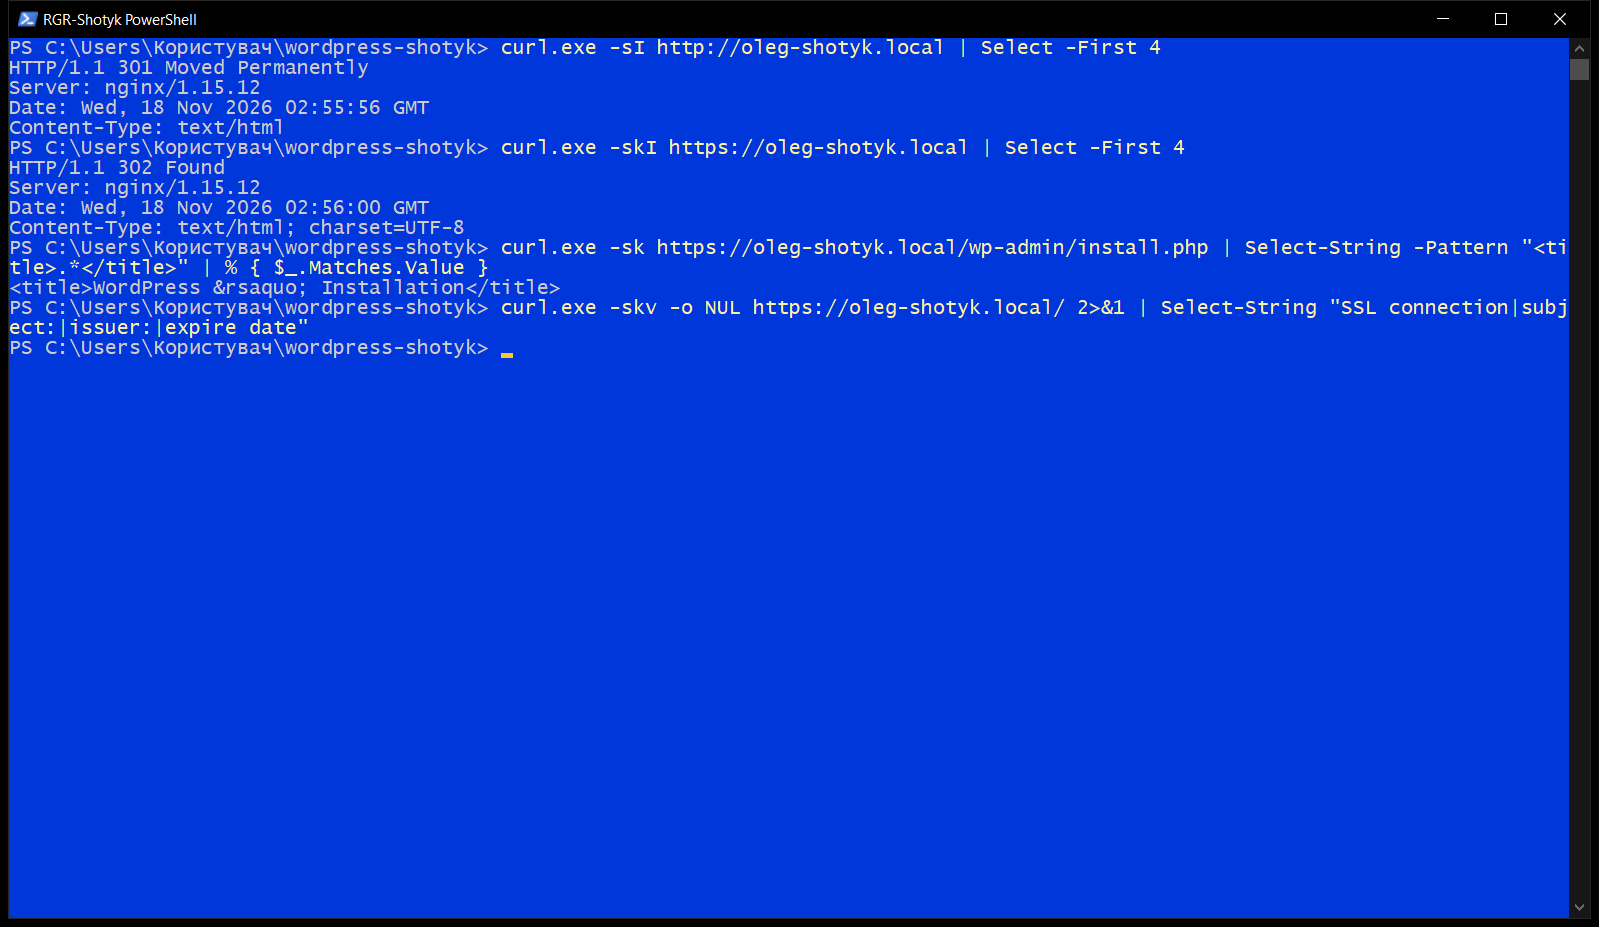 RGR-Shotyk PowerShell
PS C:\Users\Користувач\wordpress-shotyk> curl.exe -sI http://oleg-shotyk.local | Select -First 4
HTTP/1.1 301 Moved Permanently
Server: nginx/1.15.12
Date: Wed, 18 Nov 2026 02:55:56 GMT
Content-Type: text/html
PS C:\Users\Користувач\wordpress-shotyk> curl.exe -skI https://oleg-shotyk.local | Select -First 4
HTTP/1.1 302 Found
Server: nginx/1.15.12
Date: Wed, 18 Nov 2026 02:56:00 GMT
Content-Type: text/html; charset=UTF-8
PS C:\Users\Користувач\wordpress-shotyk> curl.exe -sk https://oleg-shotyk.local/wp-admin/install.php | Select-String -Pattern "<ti
tle>.*</title>" | % { $_.Matches.Value }
<title>WordPress &rsaquo; Installation</title>
PS C:\Users\Користувач\wordpress-shotyk> curl.exe -skv -o NUL https://oleg-shotyk.local/ 2>&1 | Select-String "SSL connection|subj
ect:|issuer:|expire date"
PS C:\Users\Користувач\wordpress-shotyk>